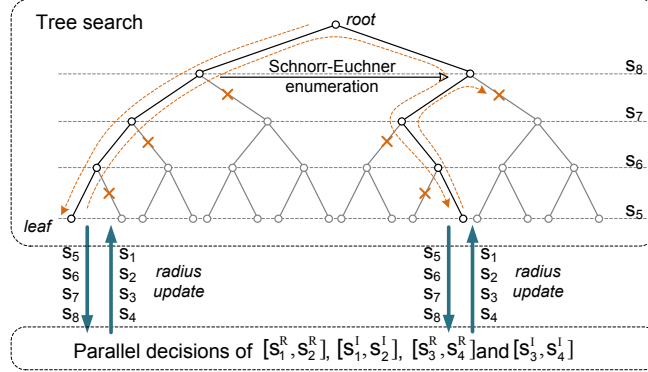 Tree search
root
Schnorr-Euchner
enumeration
s₈
s₇
s₆
s₅
leaf
s₅ s₁
s₆ s₂ radius
s₇ s₃ update
s₈ s₄
s₅ s₁
s₆ s₂ radius
s₇ s₃ update
s₈ s₄
Parallel decisions of [s₁ᴿ,s₂ᴿ], [s₁ᴵ,s₂ᴵ], [s₃ᴿ,s₄ᴿ] and [s₃ᴵ,s₄ᴵ]